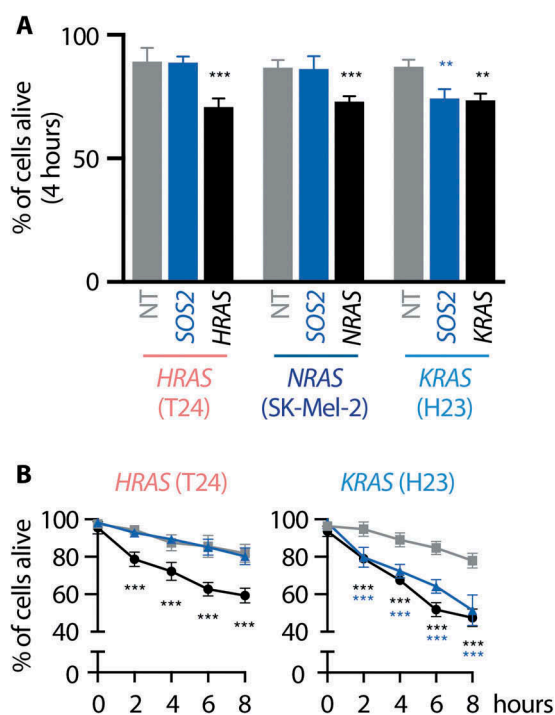 A
% of cells alive
(4 hours)
100
50
0
*** *** ** **
NT SOS2 HRAS NT SOS2 NRAS NT SOS2 KRAS
HRAS NRAS KRAS
(T24) (SK-Mel-2) (H23)
B
HRAS (T24) KRAS (H23)
% of cells alive
100 100
80 80
60 60
40 40
0 0
*** *** *** ***
*** *** *** ***
*** *** *** ***
0 2 4 6 8 0 2 4 6 8 hours